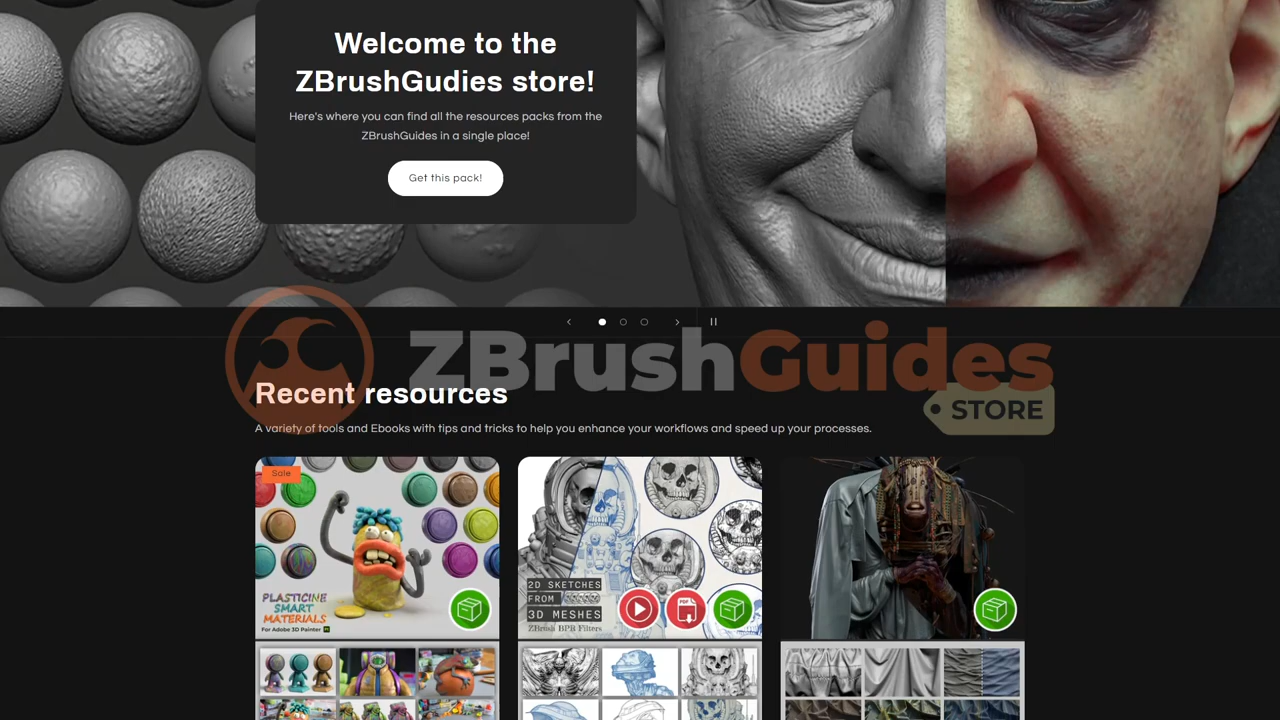 Welcome to the
ZBrushGudies store!
Here's where you can find all the resources packs from the
ZBrushGuides in a single place!
Get this pack!
ZBrushGuides
STORE
Recent resources
A variety of tools and Ebooks with tips and tricks to help you enhance your workflows and speed up your processes.
Sale
PLASTICINE
SMART
MATERIALS
For Adobe 3D Painter
2D SKETCHES
FROM
3D MESHES
ZBrush BPR Filters
PDF